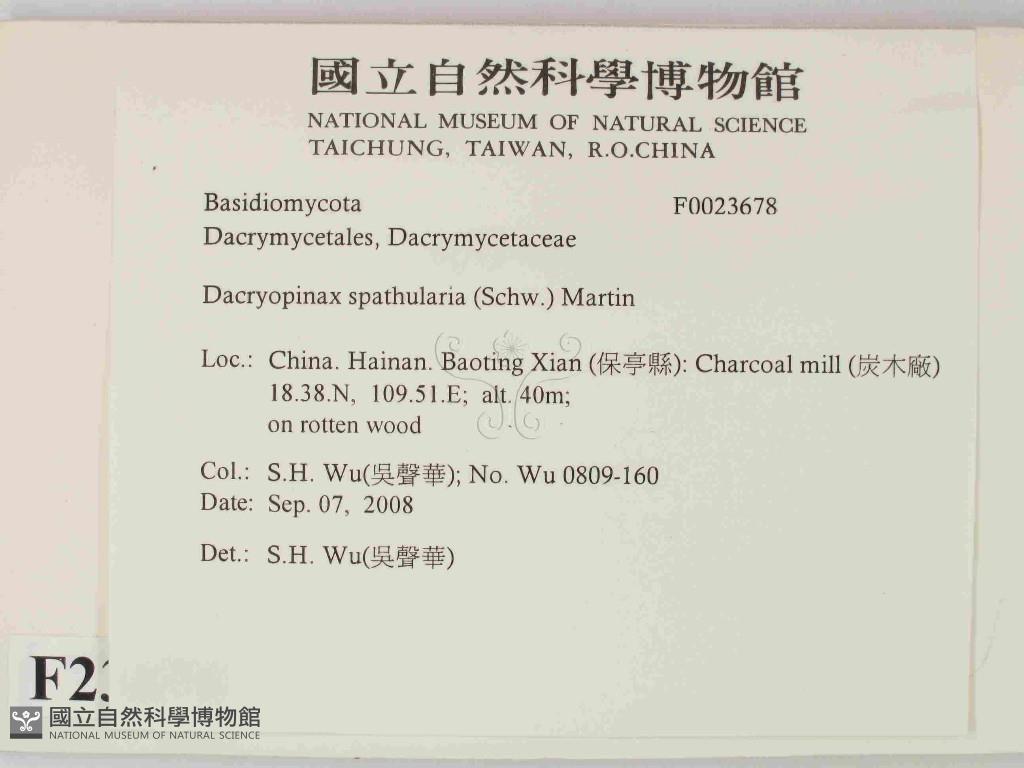 國立自然科學博物館
NATIONAL MUSEUM OF NATURAL SCIENCE
TAICHUNG, TAIWAN, R.O.CHINA
Basidiomycota F0023678
Dacrymycetales, Dacrymycetaceae
Dacryopinax spathularia (Schw.) Martin
Loc.: China. Hainan. Baoting Xian (保亭縣): Charcoal mill (炭木廠)
18.38.N, 109.51.E; alt. 40m;
on rotten wood
Col.: S.H. Wu(吳聲華); No. Wu 0809-160
Date: Sep. 07, 2008
Det.: S.H. Wu(吳聲華)
F2
國立自然科學博物館
NATIONAL MUSEUM OF NATURAL SCIENCE